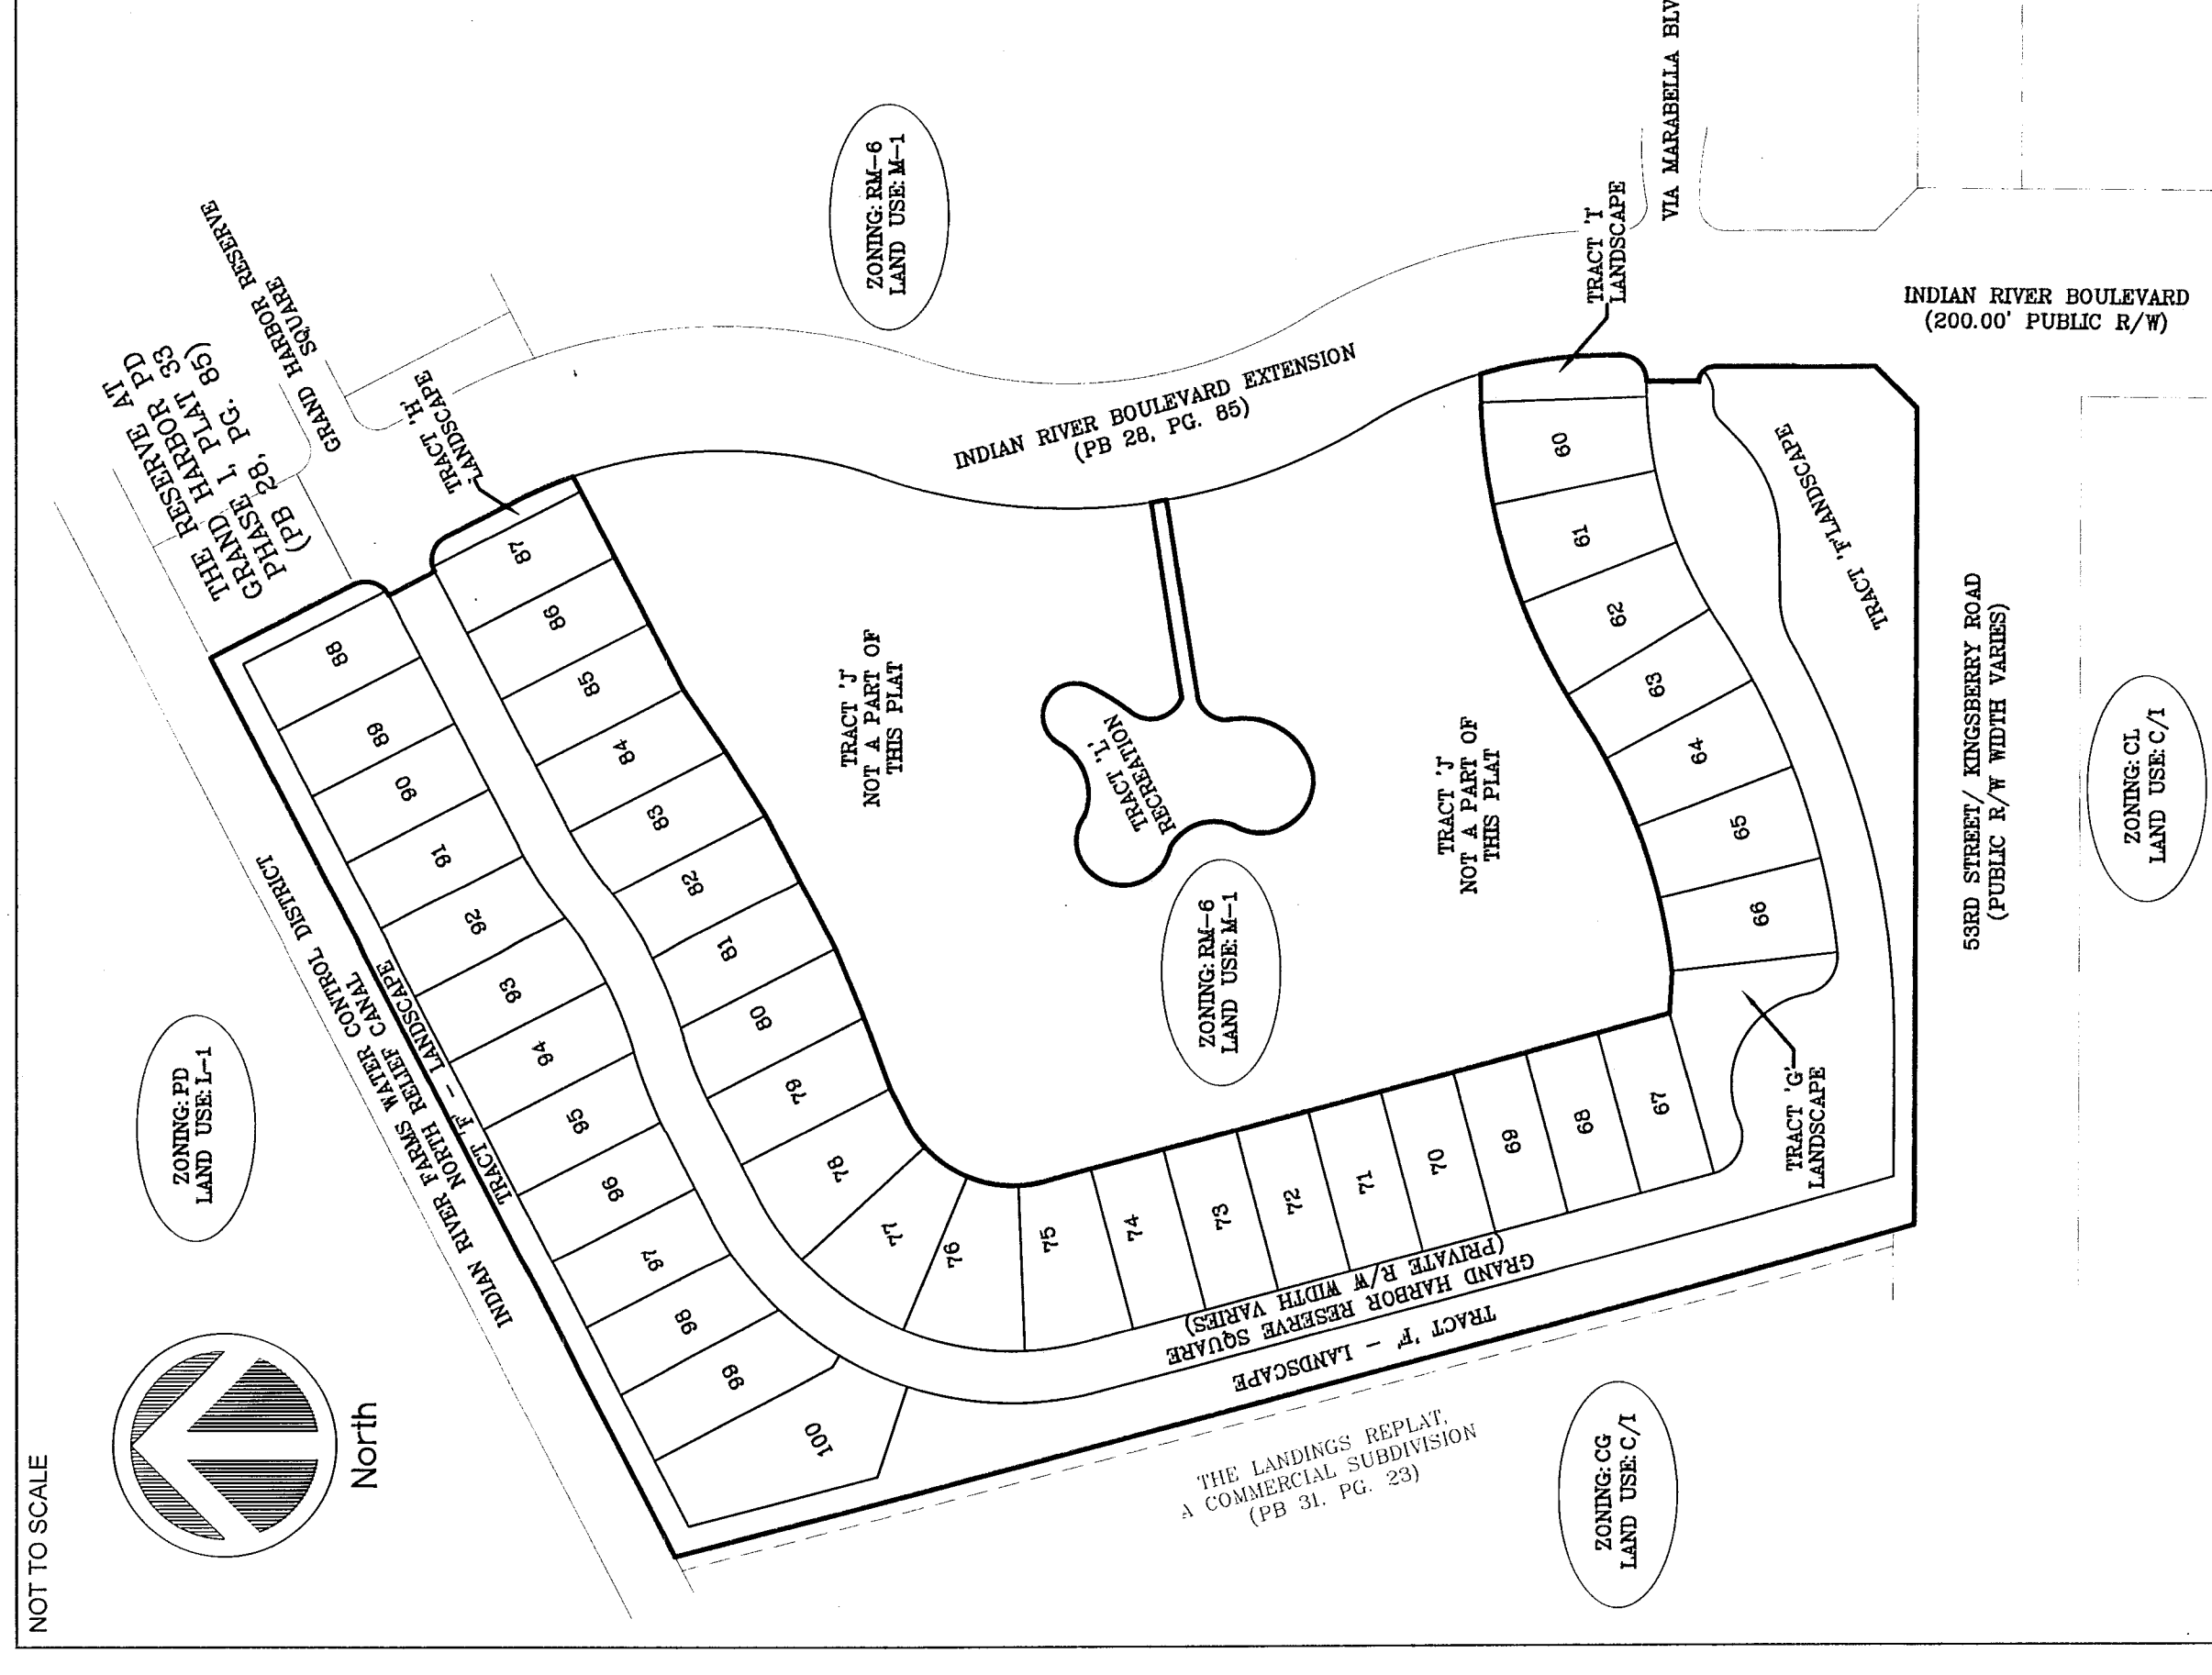 NOT TO SCALE
North
ZONING: PD
LAND USE: L-1
THE RESERVE AT
GRAND HARBOR PD
GRAND HARBOR
PHASE I, PLAT 33
(PB 28, PG. 85)
GRAND HARBOR RESERVE
SQUARE
TRACT 'H'
LANDSCAPE
INDIAN RIVER FARMS WATER CONTROL DISTRICT
NORTH RELIEF CANAL
TRACT 'F' - LANDSCAPE
ZONING: RM-6
LAND USE: M-1
INDIAN RIVER BOULEVARD EXTENSION
(PB 28, PG. 85)
88
89
90
91
92
93
94
95
96
97
98
99
100
87
86
85
84
83
82
81
80
79
78
77
76
75
74
73
72
71
70
69
68
67
66
65
64
63
62
61
60
TRACT 'J'
NOT A PART OF
THIS PLAT
TRACT 'L'
RECREATION
TRACT 'J'
NOT A PART OF
THIS PLAT
ZONING: RM-6
LAND USE: M-1
GRAND HARBOR RESERVE SQUARE
(PRIVATE R/W WIDTH VARIES)
TRACT 'F' - LANDSCAPE
THE LANDINGS REPLAT,
A COMMERCIAL SUBDIVISION
(PB 31, PG. 23)
ZONING: CG
LAND USE: C/I
TRACT 'G'
LANDSCAPE
TRACT 'F' LANDSCAPE
TRACT 'I'
LANDSCAPE
VIA MARABELLA BLV
INDIAN RIVER BOULEVARD
(200.00' PUBLIC R/W)
53RD STREET/ KINGSBERRY ROAD
(PUBLIC R/W WIDTH VARIES)
ZONING: CL
LAND USE: C/I